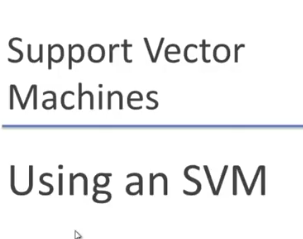 Support Vector
Machines
Using an SVM